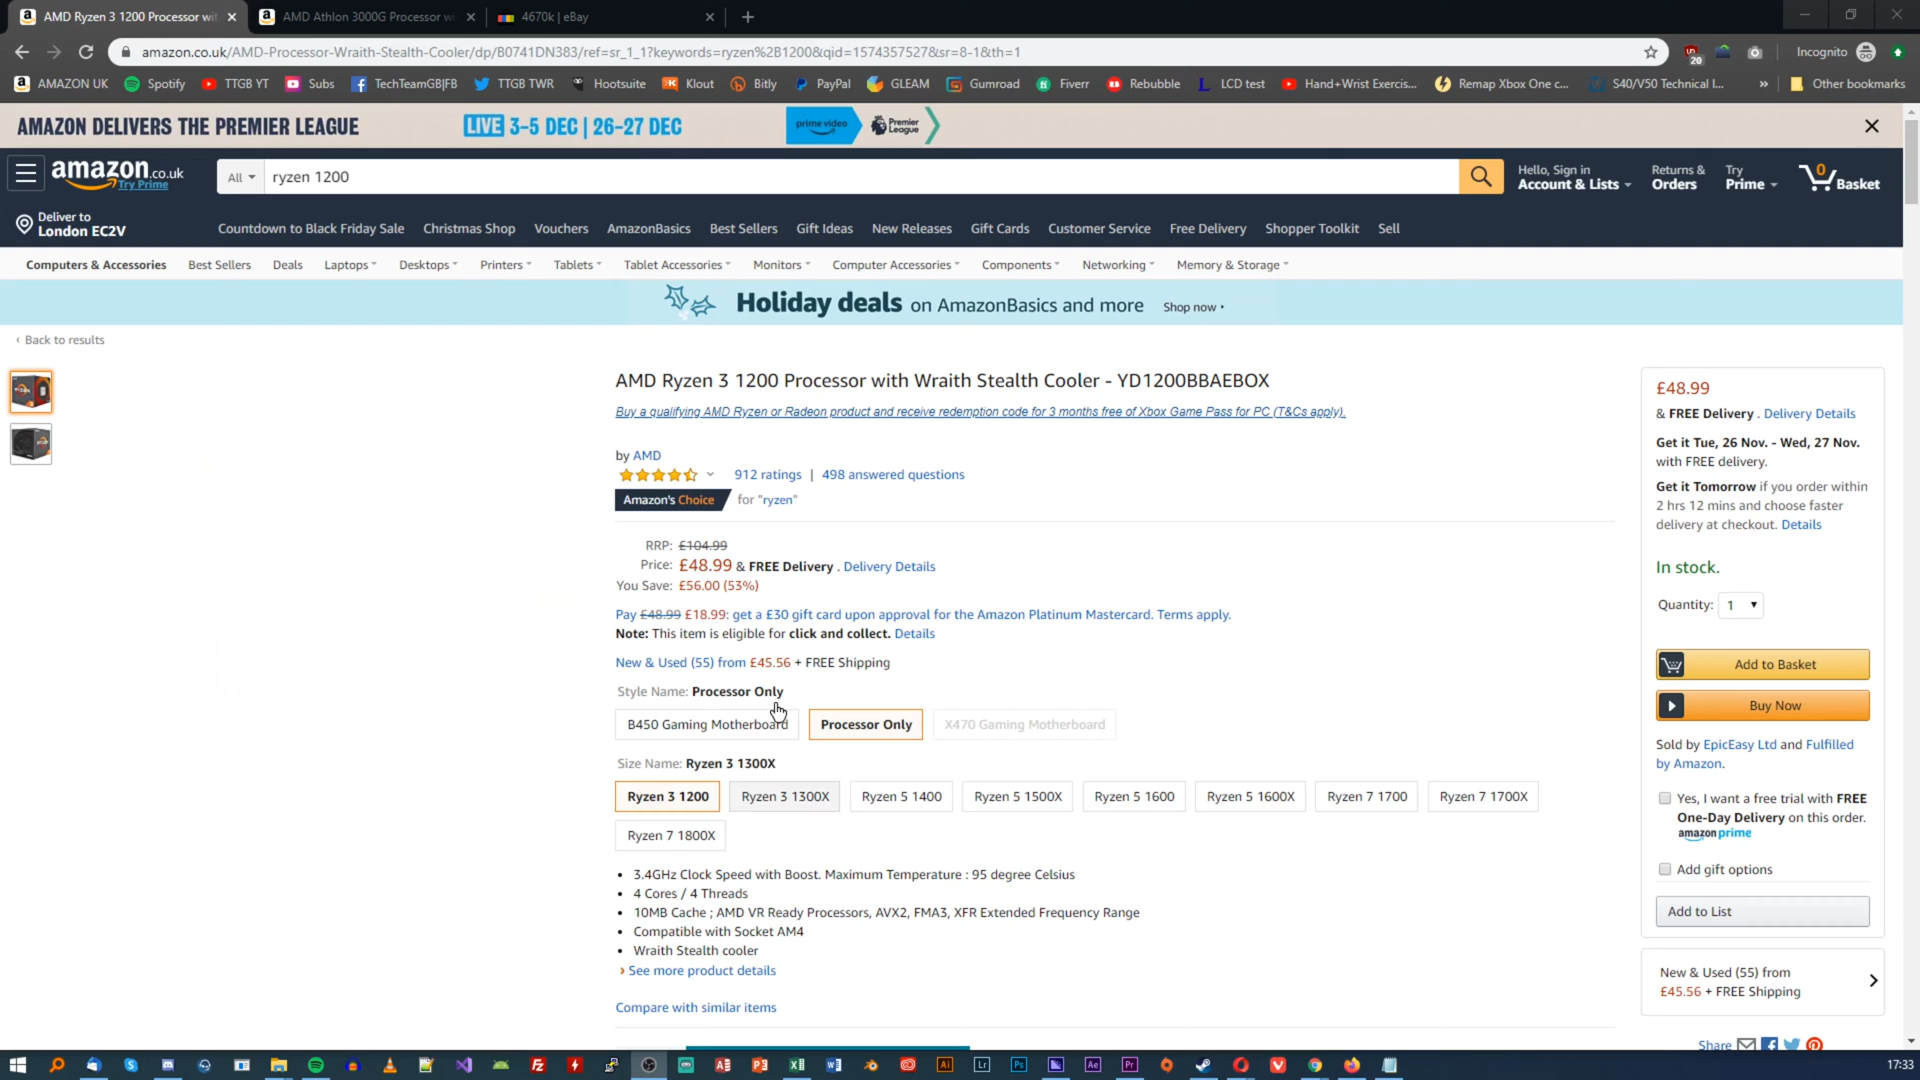 AMD Ryzen 3 1200 Processor wit
AMD Athlon 3000G Processor w
4670k | eBay
amazon.co.uk/AMD-Processor-Wraith-Stealth-Cooler/dp/B0741DN383/ref=sr_1_1?keywords=ryzen%2B1200&qid=1574357527&sr=8-1&th=1
20
Incognito
AMAZON UK Spotify TTGB YT Subs TechTeamGB|FB TTGB TWR Hootsuite Klout Bitly PayPal GLEAM Gumroad Fiverr Rebubble LCD test Hand+Wrist Exercis... Remap Xbox One c... S40/V50 Technical I... » Other bookmarks
AMAZON DELIVERS THE PREMIER LEAGUE LIVE 3-5 DEC | 26-27 DEC prime video Premier League
amazon.co.uk Try Prime
All ryzen 1200
Hello, Sign in
Account & Lists
Returns &
Orders
Try
Prime
0
Basket
Deliver to
London EC2V
Countdown to Black Friday Sale Christmas Shop Vouchers AmazonBasics Best Sellers Gift Ideas New Releases Gift Cards Customer Service Free Delivery Shopper Toolkit Sell
Computers & Accessories Best Sellers Deals Laptops Desktops Printers Tablets Tablet Accessories Monitors Computer Accessories Components Networking Memory & Storage
Holiday deals on AmazonBasics and more Shop now
‹ Back to results
AMD Ryzen 3 1200 Processor with Wraith Stealth Cooler - YD1200BBAEBOX
Buy a qualifying AMD Ryzen or Radeon product and receive redemption code for 3 months free of Xbox Game Pass for PC (T&Cs apply).
by AMD
912 ratings | 498 answered questions
Amazon's Choice for "ryzen"
RRP: £104.99
Price: £48.99 & FREE Delivery . Delivery Details
You Save: £56.00 (53%)
Pay £48.99 £18.99: get a £30 gift card upon approval for the Amazon Platinum Mastercard. Terms apply.
Note: This item is eligible for click and collect. Details
New & Used (55) from £45.56 + FREE Shipping
Style Name: Processor Only
B450 Gaming Motherboard Processor Only X470 Gaming Motherboard
Size Name: Ryzen 3 1300X
Ryzen 3 1200 Ryzen 3 1300X Ryzen 5 1400 Ryzen 5 1500X Ryzen 5 1600 Ryzen 5 1600X Ryzen 7 1700 Ryzen 7 1700X
Ryzen 7 1800X
• 3.4GHz Clock Speed with Boost. Maximum Temperature : 95 degree Celsius
• 4 Cores / 4 Threads
• 10MB Cache ; AMD VR Ready Processors, AVX2, FMA3, XFR Extended Frequency Range
• Compatible with Socket AM4
• Wraith Stealth cooler
› See more product details
Compare with similar items
£48.99
& FREE Delivery . Delivery Details
Get it Tue, 26 Nov. - Wed, 27 Nov.
with FREE delivery.
Get it Tomorrow if you order within
2 hrs 12 mins and choose faster
delivery at checkout. Details
In stock.
Quantity: 1
Add to Basket
Buy Now
Sold by EpicEasy Ltd and Fulfilled
by Amazon.
Yes, I want a free trial with FREE
One-Day Delivery on this order.
amazon prime
Add gift options
Add to List
New & Used (55) from
£45.56 + FREE Shipping
Share
17:33